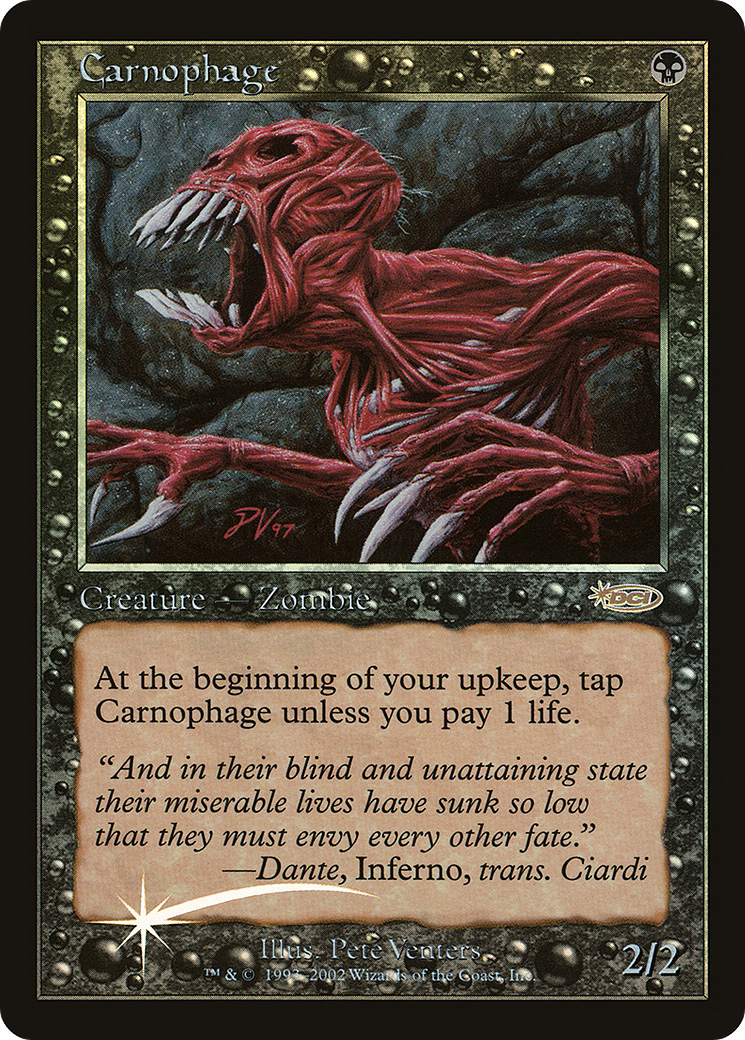 Carnophage
PV97
Creature — Zombie
DCI
At the beginning of your upkeep, tap
Carnophage unless you pay 1 life.
“And in their blind and unattaining state
their miserable lives have sunk so low
that they must envy every other fate.”
—Dante, Inferno, trans. Ciardi
Illus. Pete Venters
™ & © 1993–2002 Wizards of the Coast, Inc.
2/2